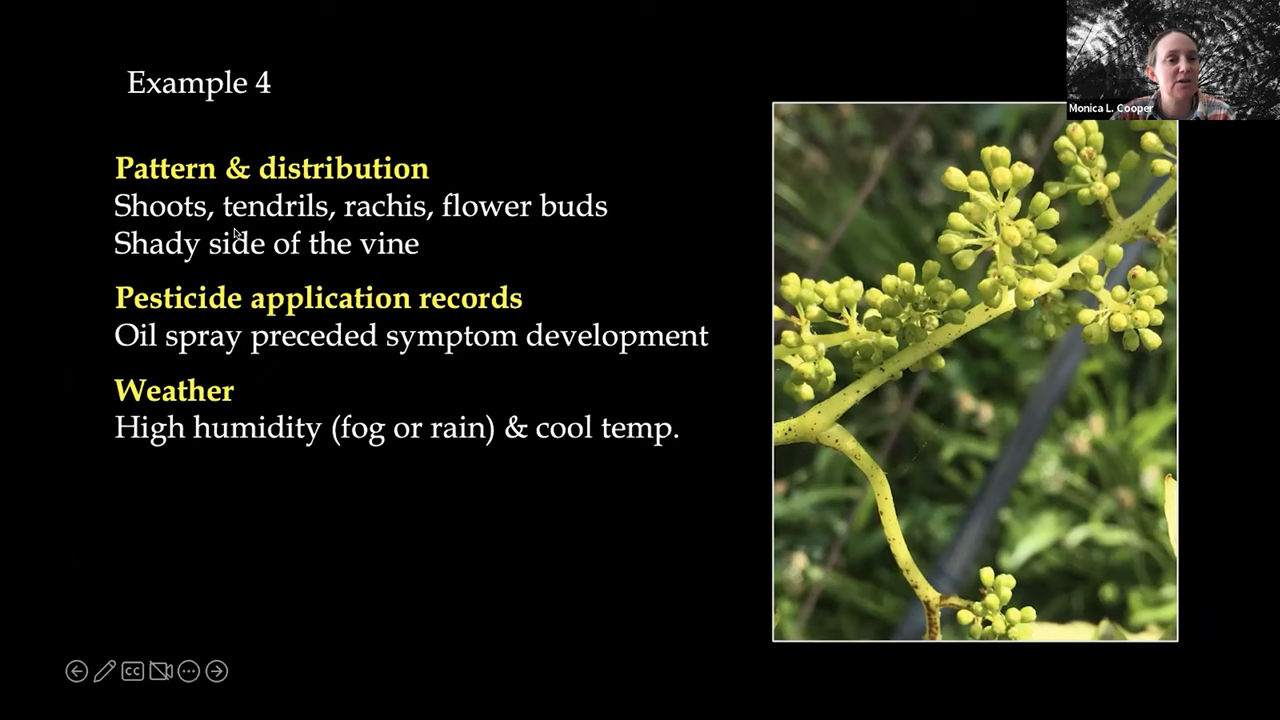 Example 4
Pattern & distribution
Shoots, tendrils, rachis, flower buds
Shady side of the vine
Pesticide application records
Oil spray preceded symptom development
Weather
High humidity (fog or rain) & cool temp.
Monica L. Cooper
CC